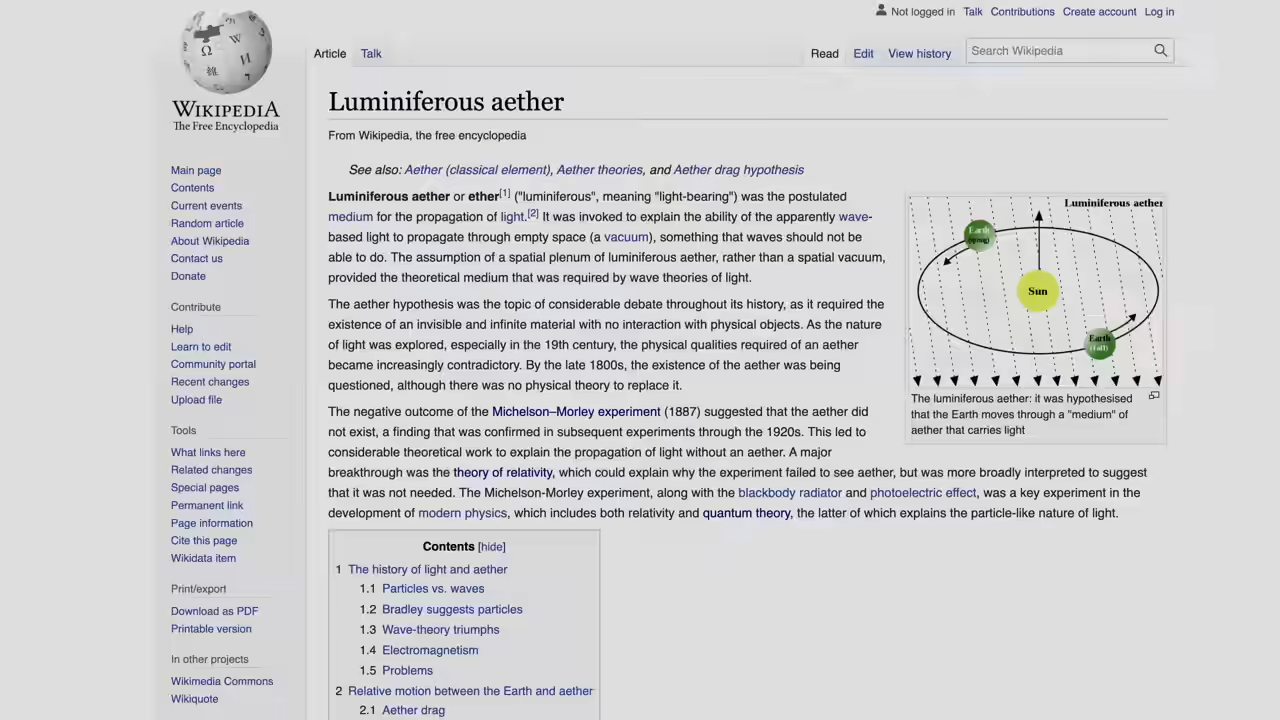 Not logged in Talk Contributions Create account Log in
Article Talk
Read Edit View history Search Wikipedia
Ω W И
WIKIPEDIA
The Free Encyclopedia
Main page
Contents
Current events
Random article
About Wikipedia
Contact us
Donate
Contribute
Help
Learn to edit
Community portal
Recent changes
Upload file
Tools
What links here
Related changes
Special pages
Permanent link
Page information
Cite this page
Wikidata item
Print/export
Download as PDF
Printable version
In other projects
Wikimedia Commons
Wikiquote
Luminiferous aether
From Wikipedia, the free encyclopedia
See also: Aether (classical element), Aether theories, and Aether drag hypothesis
Luminiferous aether or ether[1] ("luminiferous", meaning "light-bearing") was the postulated
medium for the propagation of light.[2] It was invoked to explain the ability of the apparently wave-
based light to propagate through empty space (a vacuum), something that waves should not be
able to do. The assumption of a spatial plenum of luminiferous aether, rather than a spatial vacuum,
provided the theoretical medium that was required by wave theories of light.
The aether hypothesis was the topic of considerable debate throughout its history, as it required the
existence of an invisible and infinite material with no interaction with physical objects. As the nature
of light was explored, especially in the 19th century, the physical qualities required of an aether
became increasingly contradictory. By the late 1800s, the existence of the aether was being
questioned, although there was no physical theory to replace it.
The negative outcome of the Michelson–Morley experiment (1887) suggested that the aether did
not exist, a finding that was confirmed in subsequent experiments through the 1920s. This led to
considerable theoretical work to explain the propagation of light without an aether. A major
breakthrough was the theory of relativity, which could explain why the experiment failed to see aether, but was more broadly interpreted to suggest
that it was not needed. The Michelson-Morley experiment, along with the blackbody radiator and photoelectric effect, was a key experiment in the
development of modern physics, which includes both relativity and quantum theory, the latter of which explains the particle-like nature of light.
Luminiferous aether
Earth
(spring)
Sun
Earth
(fall)
The luminiferous aether: it was hypothesised
that the Earth moves through a "medium" of
aether that carries light
Contents [hide]
1 The history of light and aether
1.1 Particles vs. waves
1.2 Bradley suggests particles
1.3 Wave-theory triumphs
1.4 Electromagnetism
1.5 Problems
2 Relative motion between the Earth and aether
2.1 Aether drag